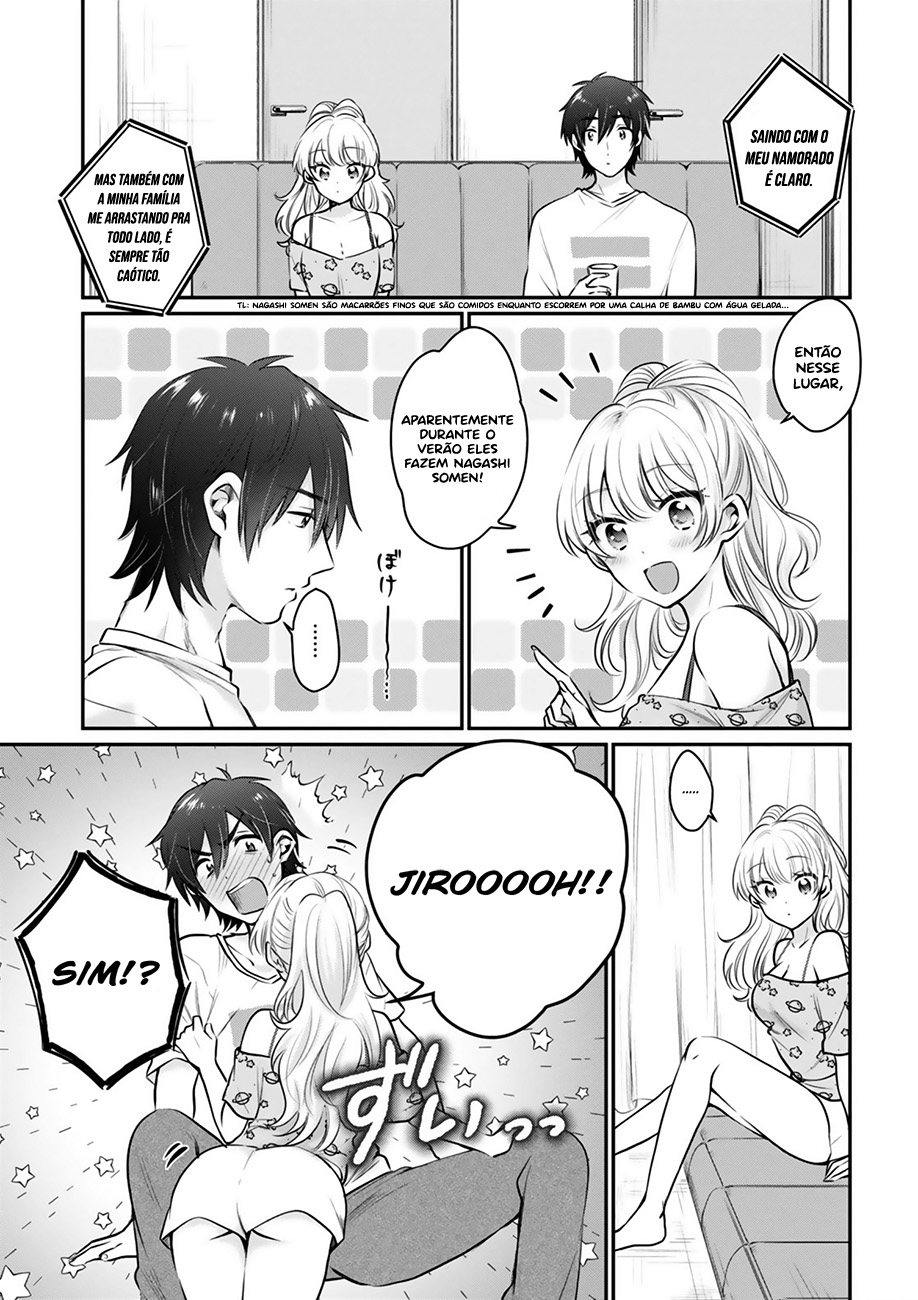 SAINDO COM O
MEU NAMORADO
É CLARO.
MAS TAMBÉM COM
A MINHA FAMÍLIA
ME ARRASTANDO PRA
TODO LADO, É
SEMPRE TÃO
CAÓTICO.
TL: NAGASHI SOMEN SÃO MACARRÕES FINOS QUE SÃO COMIDOS ENQUANTO ESCORREM POR UMA CALHA DE BAMBU COM ÁGUA GELADA...
ENTÃO
NESSE
LUGAR,
APARENTEMENTE
DURANTE O
VERÃO ELES
FAZEM NAGASHI
SOMEN!
ぼけ〜……
......
.....
JIROOOOH!!
SIM!?
ずいっっ